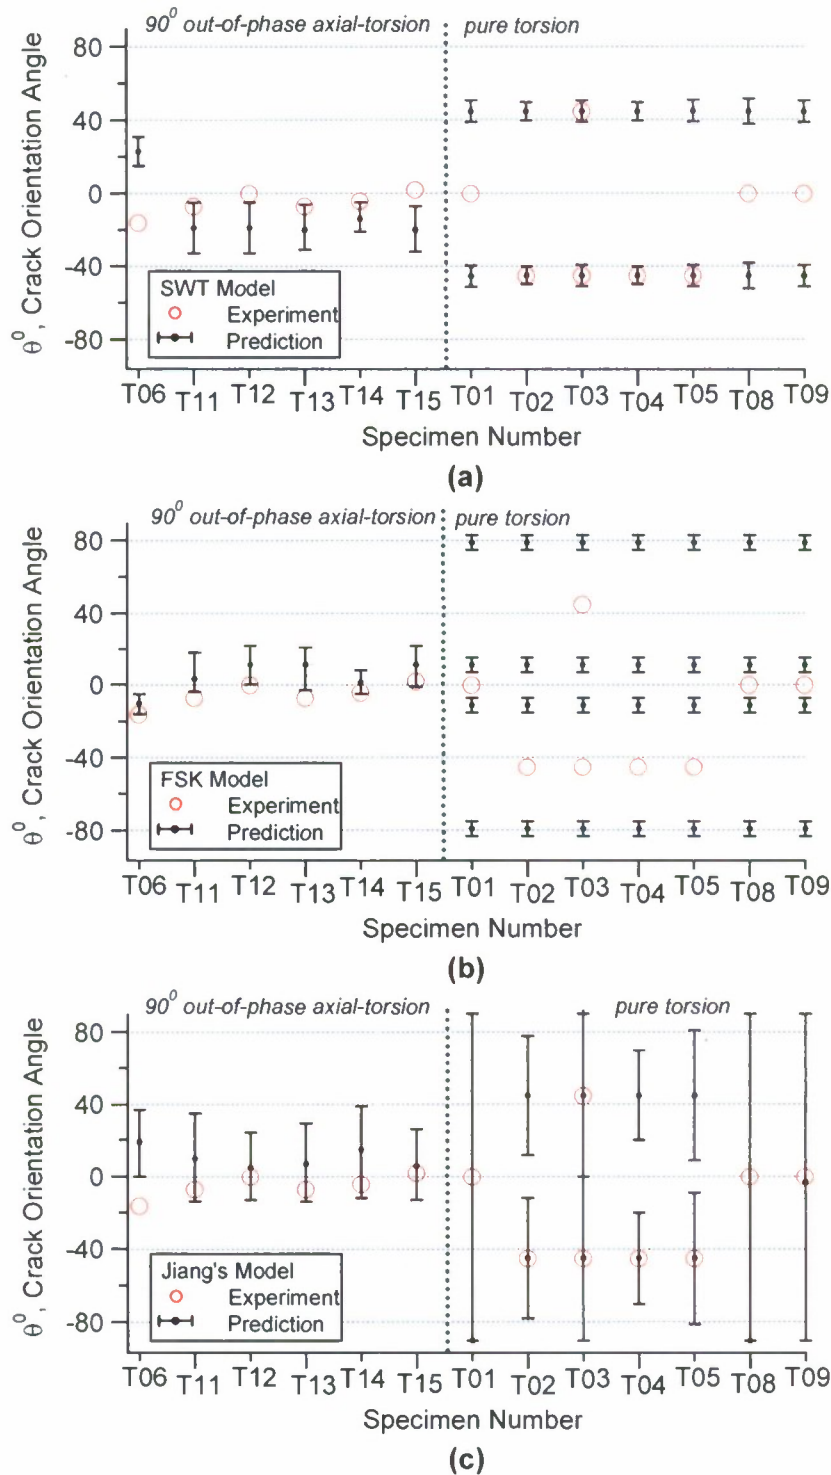 90⁰ out-of-phase axial-torsion pure torsion
80
40
0
-40
-80
θ⁰, Crack Orientation Angle
SWT Model
Experiment
Prediction
T06 T11 T12 T13 T14 T15 T01 T02 T03 T04 T05 T08 T09
Specimen Number
(a)
90⁰ out-of-phase axial-torsion pure torsion
80
40
0
-40
-80
θ⁰, Crack Orientation Angle
FSK Model
Experiment
Prediction
T06 T11 T12 T13 T14 T15 T01 T02 T03 T04 T05 T08 T09
Specimen Number
(b)
90⁰ out-of-phase axial-torsion pure torsion
80
40
0
-40
-80
θ⁰, Crack Orientation Angle
Jiang's Model
Experiment
Prediction
T06 T11 T12 T13 T14 T15 T01 T02 T03 T04 T05 T08 T09
Specimen Number
(c)